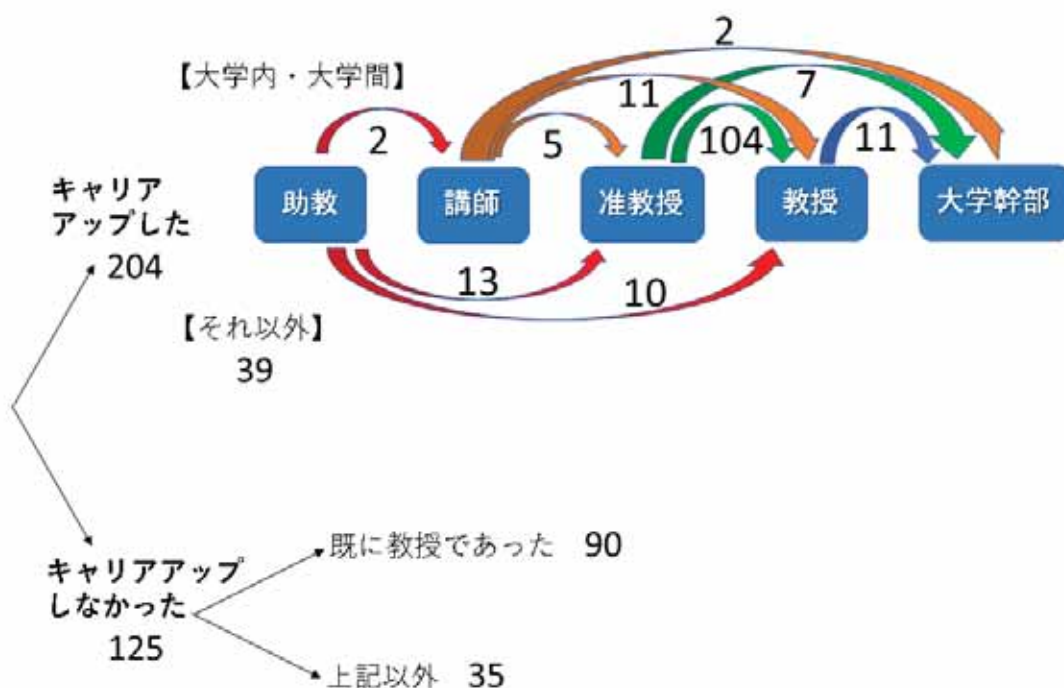 2
【大学内・大学間】
11
7
2
5
104
11
キャリア
アップした
204
助教
講師
准教授
教授
大学幹部
13
10
【それ以外】
39
既に教授であった 90
キャリアアップ
しなかった
125
上記以外 35